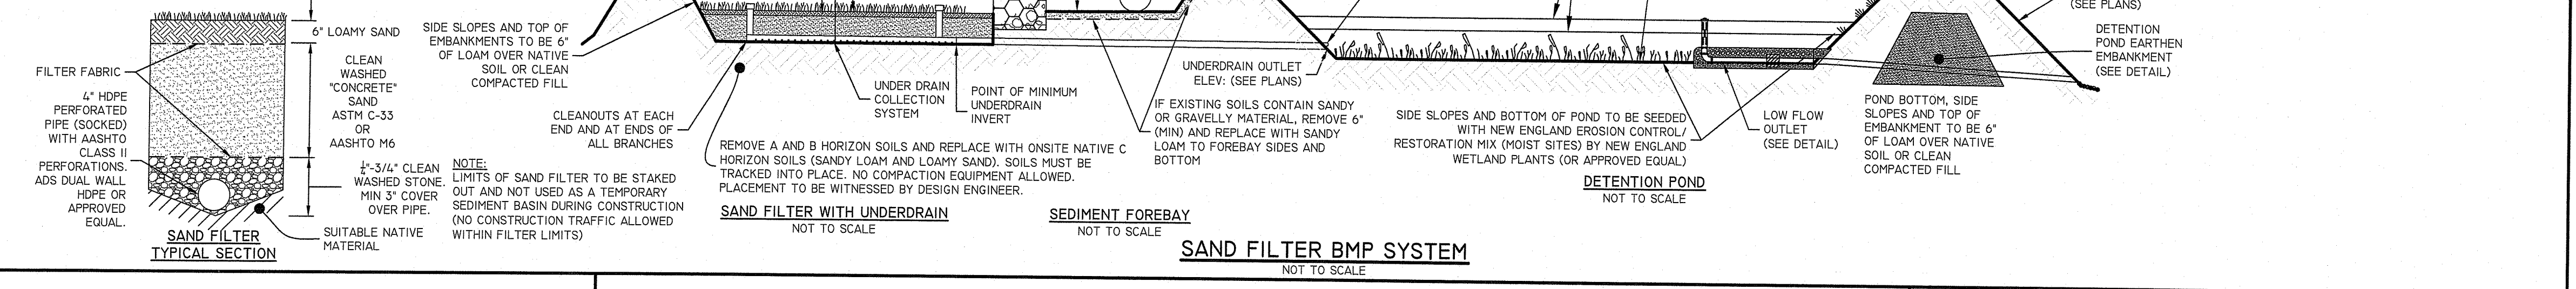 6" LOAMY SAND
FILTER FABRIC
CLEAN
WASHED
"CONCRETE"
SAND
ASTM C-33
OR
AASHTO M6
4" HDPE
PERFORATED
PIPE (SOCKED)
WITH AASHTO
CLASS II
PERFORATIONS.
ADS DUAL WALL
HDPE OR
APPROVED
EQUAL.
¼"-3/4" CLEAN
WASHED STONE.
MIN 3" COVER
OVER PIPE.
SUITABLE NATIVE
MATERIAL
SAND FILTER
TYPICAL SECTION
SIDE SLOPES AND TOP OF
EMBANKMENTS TO BE 6"
OF LOAM OVER NATIVE
SOIL OR CLEAN
COMPACTED FILL
CLEANOUTS AT EACH
END AND AT ENDS OF
ALL BRANCHES
NOTE:
LIMITS OF SAND FILTER TO BE STAKED
OUT AND NOT USED AS A TEMPORARY
SEDIMENT BASIN DURING CONSTRUCTION
(NO CONSTRUCTION TRAFFIC ALLOWED
WITHIN FILTER LIMITS)
UNDER DRAIN
COLLECTION
SYSTEM
POINT OF MINIMUM
UNDERDRAIN
INVERT
REMOVE A AND B HORIZON SOILS AND REPLACE WITH ONSITE NATIVE C
HORIZON SOILS (SANDY LOAM AND LOAMY SAND). SOILS MUST BE
TRACKED INTO PLACE. NO COMPACTION EQUIPMENT ALLOWED.
PLACEMENT TO BE WITNESSED BY DESIGN ENGINEER.
SAND FILTER WITH UNDERDRAIN
NOT TO SCALE
UNDERDRAIN OUTLET
ELEV: (SEE PLANS)
IF EXISTING SOILS CONTAIN SANDY
OR GRAVELLY MATERIAL, REMOVE 6"
(MIN) AND REPLACE WITH SANDY
LOAM TO FOREBAY SIDES AND
BOTTOM
SEDIMENT FOREBAY
NOT TO SCALE
SIDE SLOPES AND BOTTOM OF POND TO BE SEEDED
WITH NEW ENGLAND EROSION CONTROL/
RESTORATION MIX (MOIST SITES) BY NEW ENGLAND
WETLAND PLANTS (OR APPROVED EQUAL)
DETENTION POND
NOT TO SCALE
LOW FLOW
OUTLET
(SEE DETAIL)
POND BOTTOM, SIDE
SLOPES AND TOP OF
EMBANKMENT TO BE 6"
OF LOAM OVER NATIVE
SOIL OR CLEAN
COMPACTED FILL
(SEE PLANS)
DETENTION
POND EARTHEN
EMBANKMENT
(SEE DETAIL)
SAND FILTER BMP SYSTEM
NOT TO SCALE